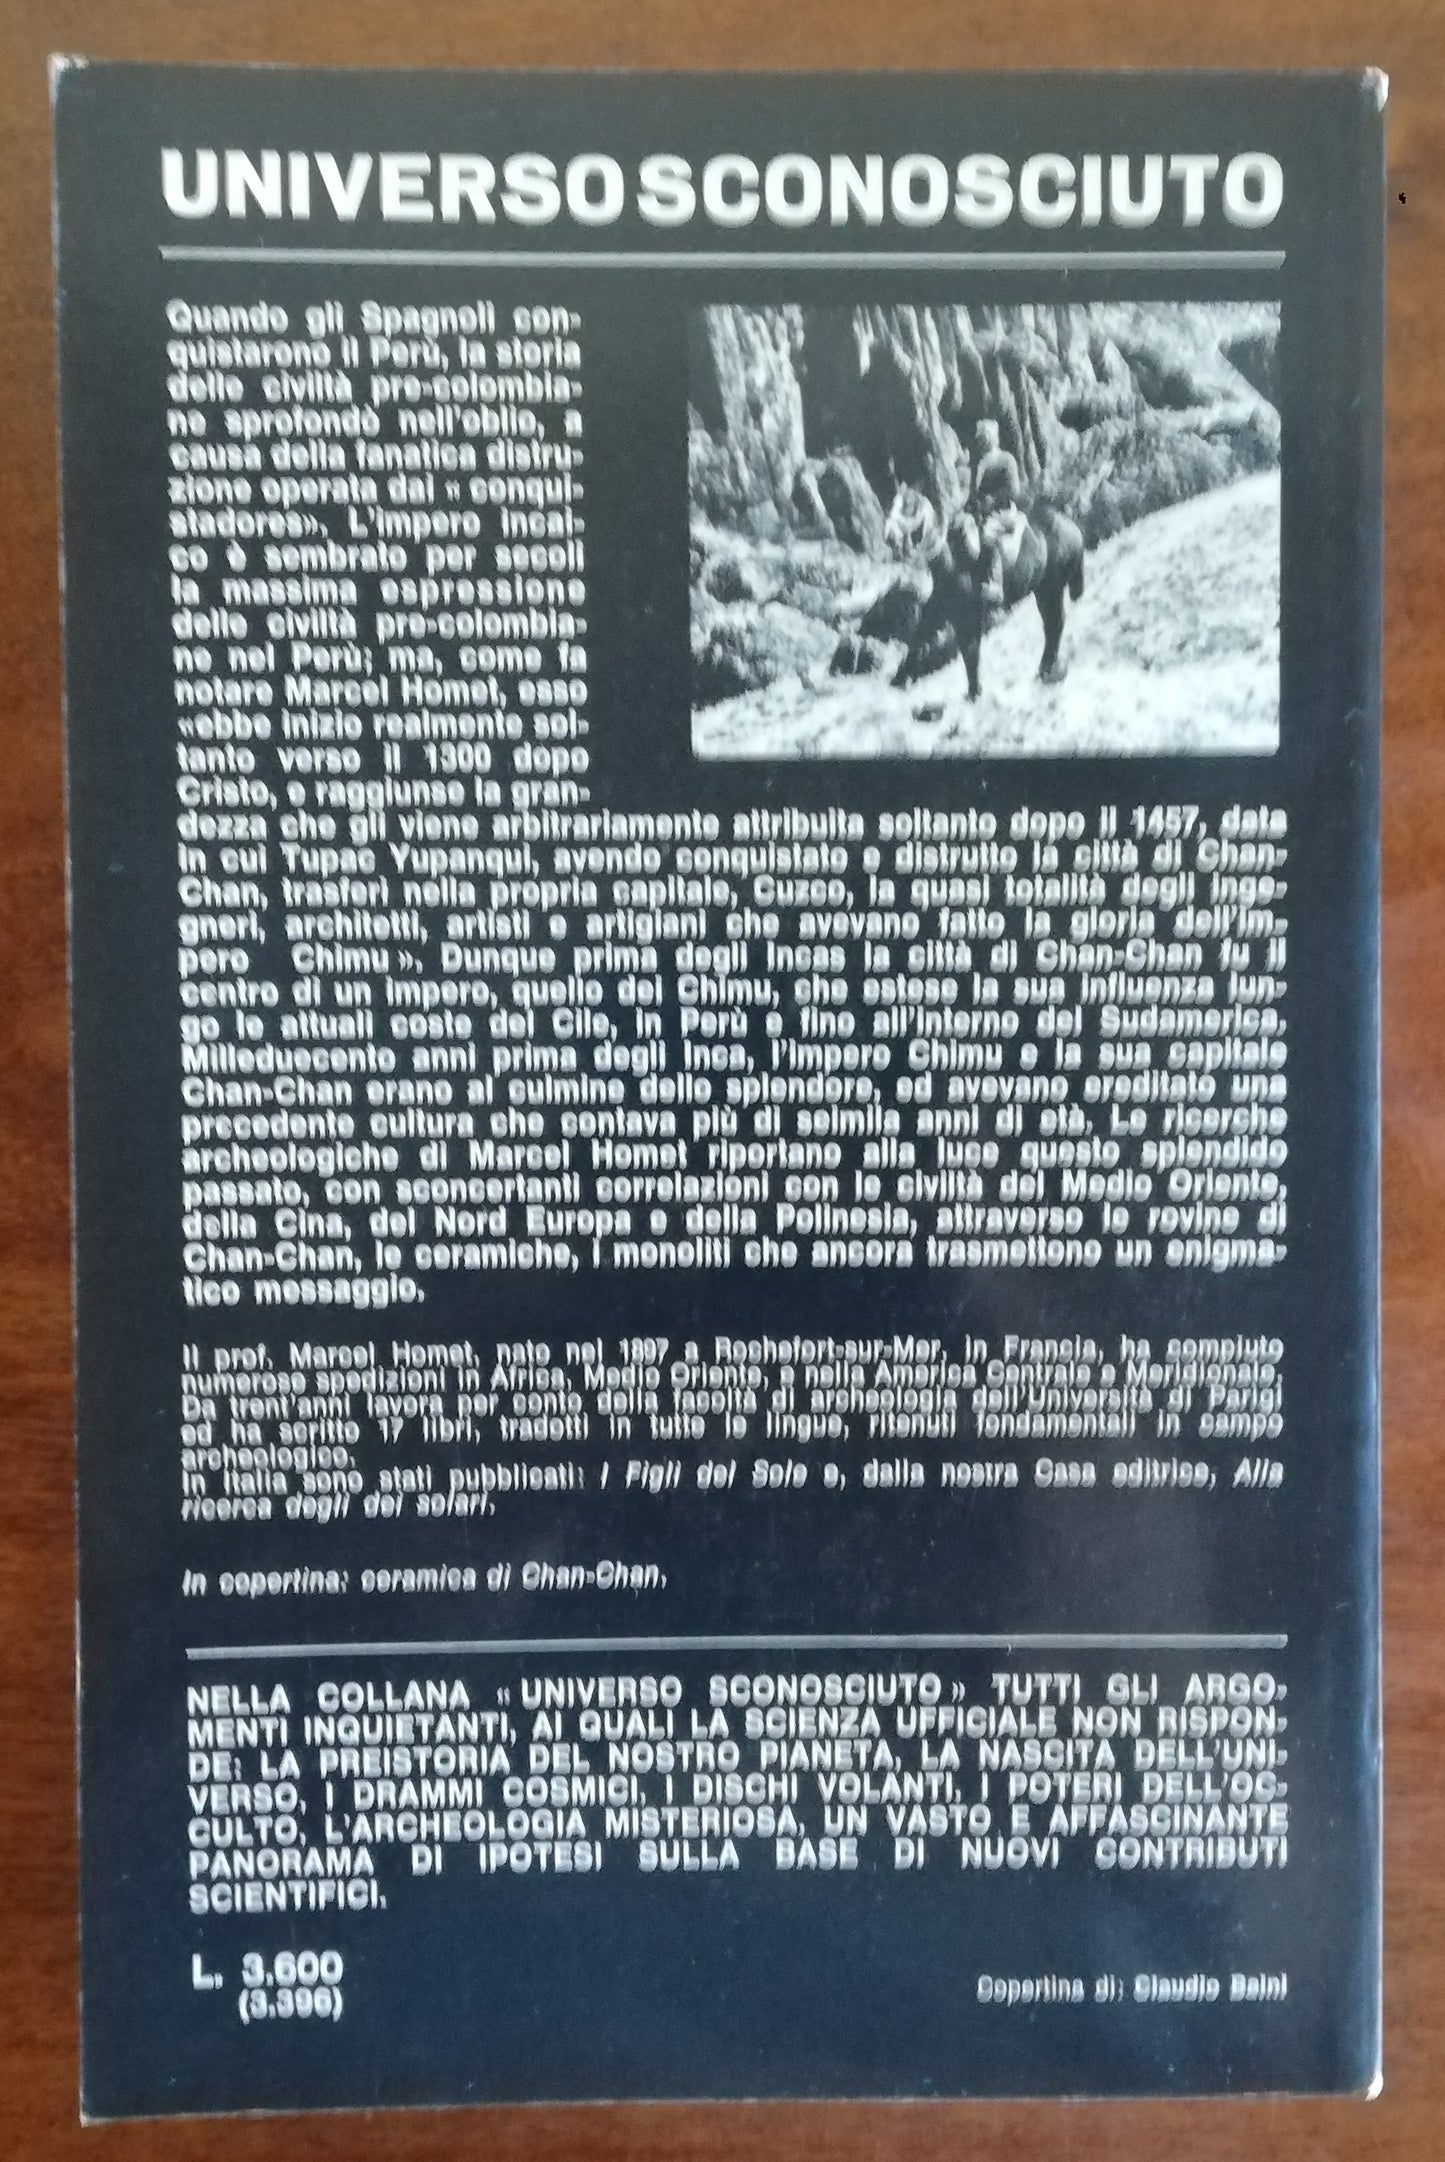 UNIVERSO SCONOSCIUTO
Quando gli Spagnoli con-
quistarono il Perù, la storia
delle civiltà pre-colombia-
ne sprofondò nell'oblio, a
causa della fanatica distru-
zione operata dai « conqui-
stadores». L'impero incai-
co è sembrato per secoli
la massima espressione
delle civiltà pre-colombia-
ne nel Perù; ma, come fa
notare Marcel Homet, esso
«ebbe inizio realmente sol-
tanto verso il 1300 dopo
Cristo, e raggiunse la gran-
dezza che gli viene arbitrariamente attribuita soltanto dopo il 1457, data
in cui Tupac Yupanqui, avendo conquistato e distrutto la città di Chan-
Chan, trasferì nella propria capitale, Cuzco, la quasi totalità degli inge-
gneri, architetti, artisti e artigiani che avevano fatto la gloria dell'im-
pero Chimu ». Dunque prima degli Incas la città di Chan-Chan fu il
centro di un impero, quello dei Chimu, che estese la sua influenza lun-
go le attuali coste del Cile, in Perù e fino all'interno del Sudamerica.
Milleduecento anni prima degli Inca, l'impero Chimu e la sua capitale
Chan-Chan erano al culmine dello splendore, ed avevano ereditato una
precedente cultura che contava più di seimila anni di età. Le ricerche
archeologiche di Marcel Homet riportano alla luce questo splendido
passato, con sconcertanti correlazioni con le civiltà del Medio Oriente,
della Cina, del Nord Europa e della Polinesia, attraverso le rovine di
Chan-Chan, le ceramiche, i monoliti che ancora trasmettono un enigma-
tico messaggio.
Il prof. Marcel Homet, nato nel 1897 a Rochefort-sur-Mer, in Francia, ha compiuto
numerose spedizioni in Africa, Medio Oriente, e nella America Centrale e Meridionale.
Da trent'anni lavora per conto della facoltà di archeologia dell'Università di Parigi
ed ha scritto 17 libri, tradotti in tutte le lingue, ritenuti fondamentali in campo
archeologico.
In Italia sono stati pubblicati: I Figli del Sole e, dalla nostra Casa editrice, Alla
ricerca degli dei solari.
In copertina: ceramica di Chan-Chan.
NELLA COLLANA « UNIVERSO SCONOSCIUTO » TUTTI GLI ARGO-
MENTI INQUIETANTI, AI QUALI LA SCIENZA UFFICIALE NON RISPON-
DE: LA PREISTORIA DEL NOSTRO PIANETA, LA NASCITA DELL'UNI-
VERSO, I DRAMMI COSMICI, I DISCHI VOLANTI, I POTERI DELL'OC-
CULTO, L'ARCHEOLOGIA MISTERIOSA, UN VASTO E AFFASCINANTE
PANORAMA DI IPOTESI SULLA BASE DI NUOVI CONTRIBUTI
SCIENTIFICI.
L. 3.600
(3.396)
Copertina di: Claudio Baini